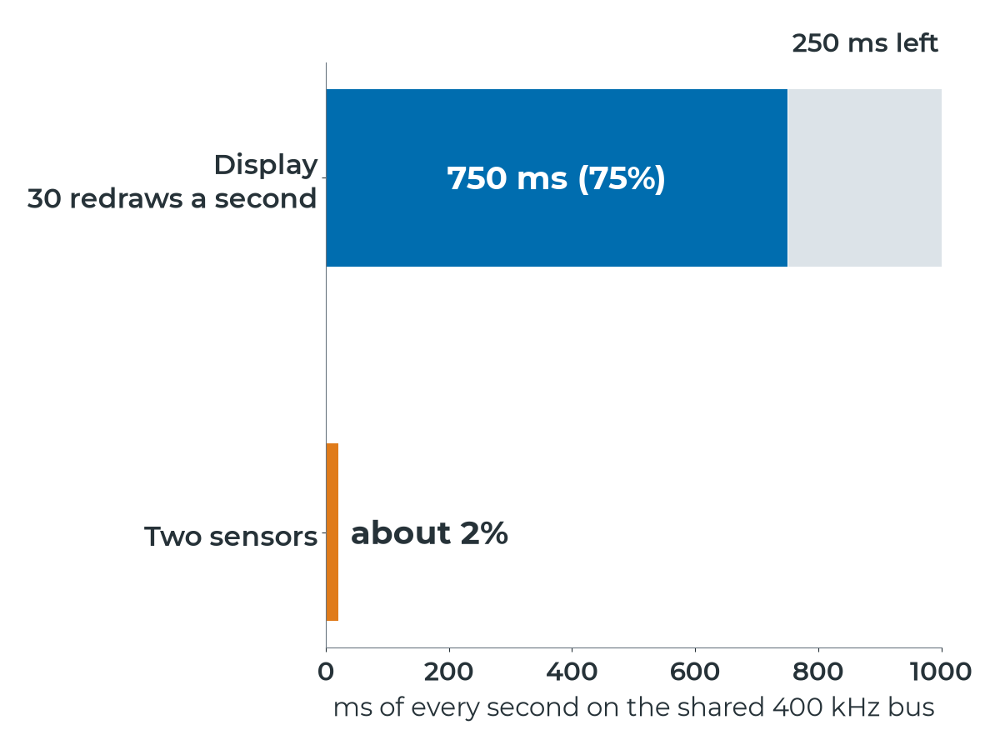 250 ms left
Display
30 redraws a second
750 ms (75%)
Two sensors
about 2%
0 200 400 600 800 1000
ms of every second on the shared 400 kHz bus